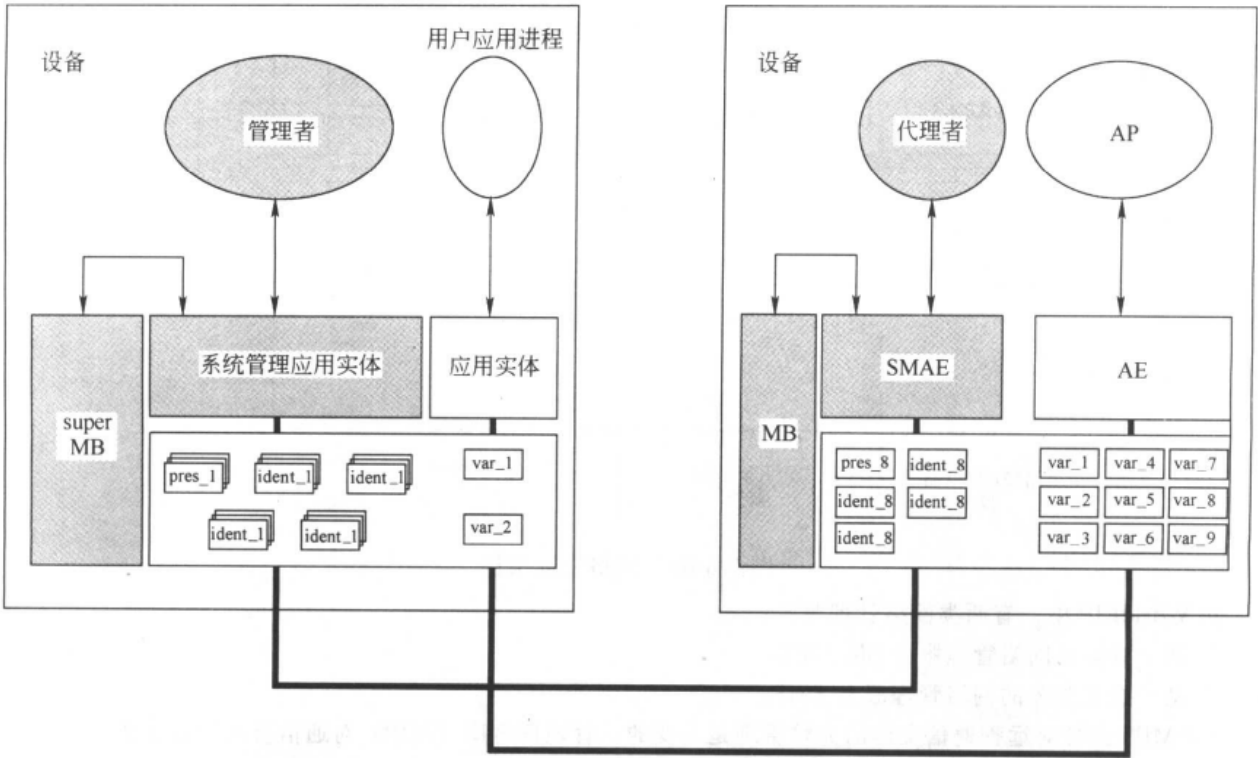 设备
用户应用进程
管理者
系统管理应用实体
应用实体
super
MB
pres_1
ident_1
ident_1
var_1
ident_1
ident_1
var_2
设备
代理者
AP
SMAE
AE
MB
pres_8
ident_8
ident_8
ident_8
ident_8
var_1
var_4
var_7
var_2
var_5
var_8
var_3
var_6
var_9